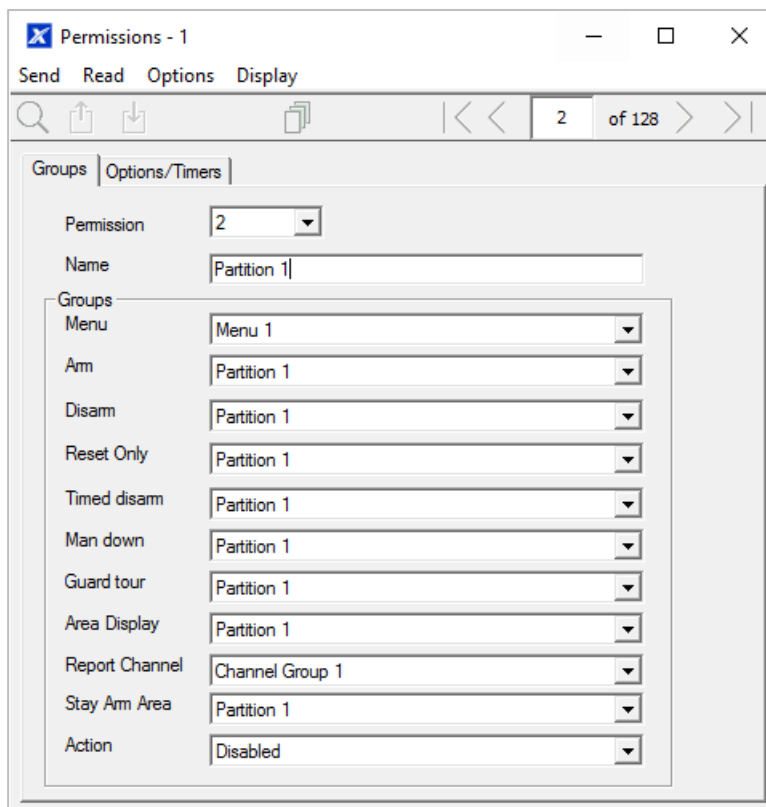 Permissions - 1
Send Read Options Display
2 of 128
Groups Options/Timers
Permission 2
Name Partition 1
Groups
Menu Menu 1
Arm Partition 1
Disarm Partition 1
Reset Only Partition 1
Timed disarm Partition 1
Man down Partition 1
Guard tour Partition 1
Area Display Partition 1
Report Channel Channel Group 1
Stay Arm Area Partition 1
Action Disabled